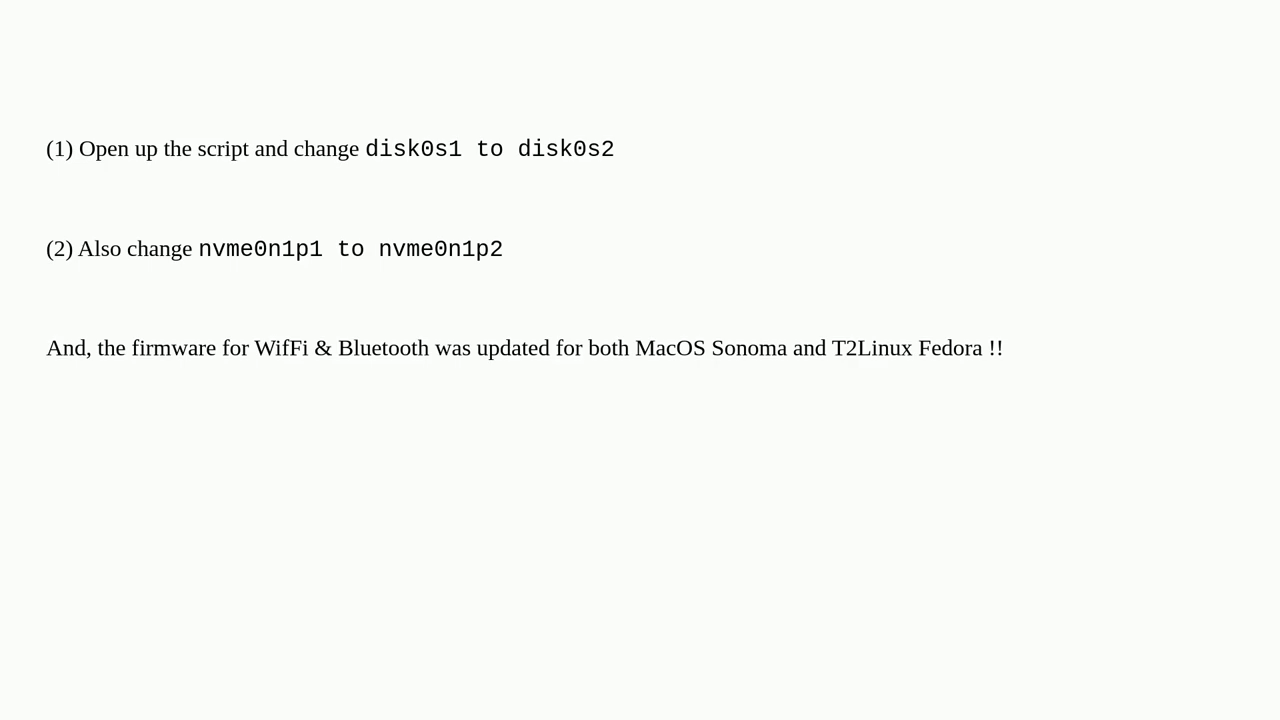 (1) Open up the script and change disk0s1 to disk0s2
(2) Also change nvme0n1p1 to nvme0n1p2
And, the firmware for WifFi & Bluetooth was updated for both MacOS Sonoma and T2Linux Fedora !!